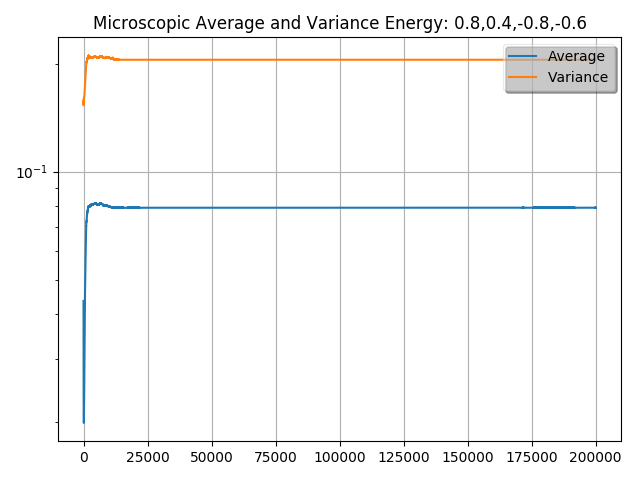 Microscopic Average and Variance Energy: 0.8,0.4,-0.8,-0.6
Average
Variance
10⁻¹
0 25000 50000 75000 100000 125000 150000 175000 200000